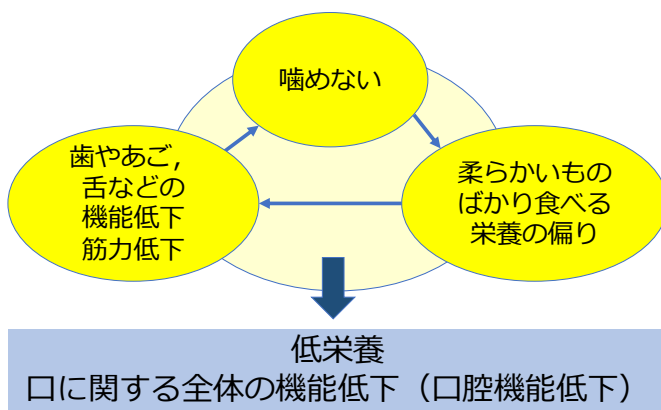 噛めない
歯やあご，
舌などの
機能低下
筋力低下
柔らかいもの
ばかり食べる
栄養の偏り
低栄養
口に関する全体の機能低下（口腔機能低下）